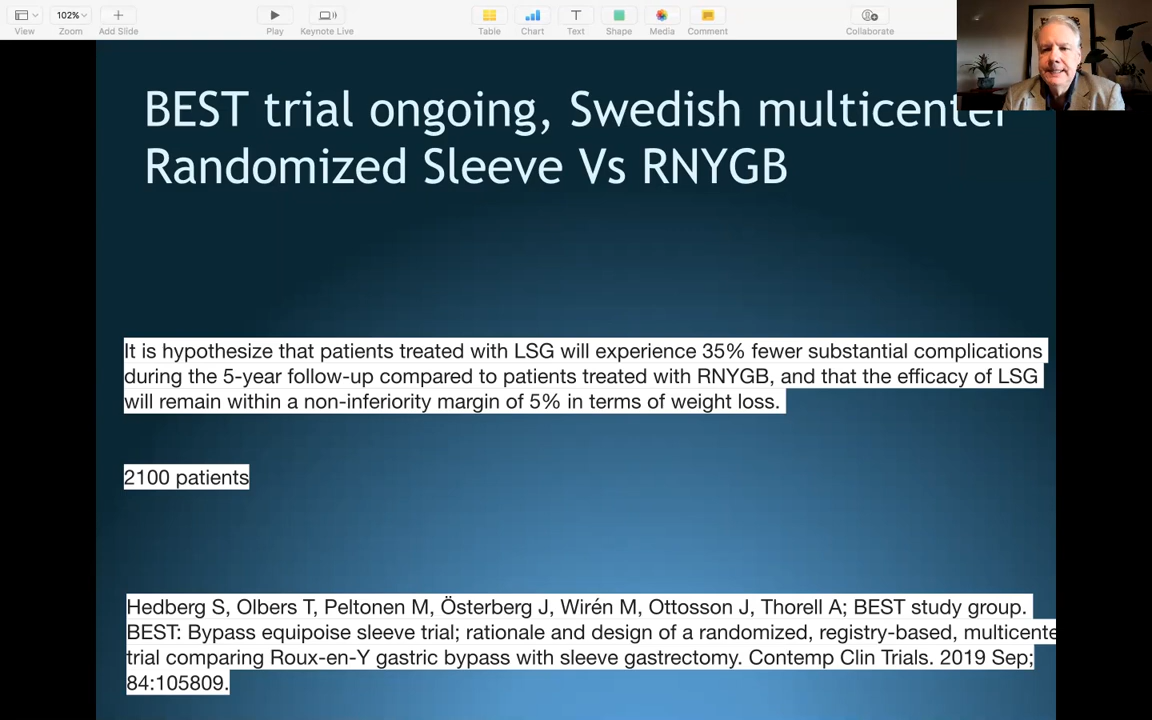 102%
View
Zoom
Add Slide
Play
Keynote Live
Table
Chart
Text
Shape
Media
Comment
Collaborate
BEST trial ongoing, Swedish multicenter
Randomized Sleeve Vs RNYGB
It is hypothesize that patients treated with LSG will experience 35% fewer substantial complications
during the 5-year follow-up compared to patients treated with RNYGB, and that the efficacy of LSG
will remain within a non-inferiority margin of 5% in terms of weight loss.
2100 patients
Hedberg S, Olbers T, Peltonen M, Österberg J, Wirén M, Ottosson J, Thorell A; BEST study group.
BEST: Bypass equipoise sleeve trial; rationale and design of a randomized, registry-based, multicente
trial comparing Roux-en-Y gastric bypass with sleeve gastrectomy. Contemp Clin Trials. 2019 Sep;
84:105809.